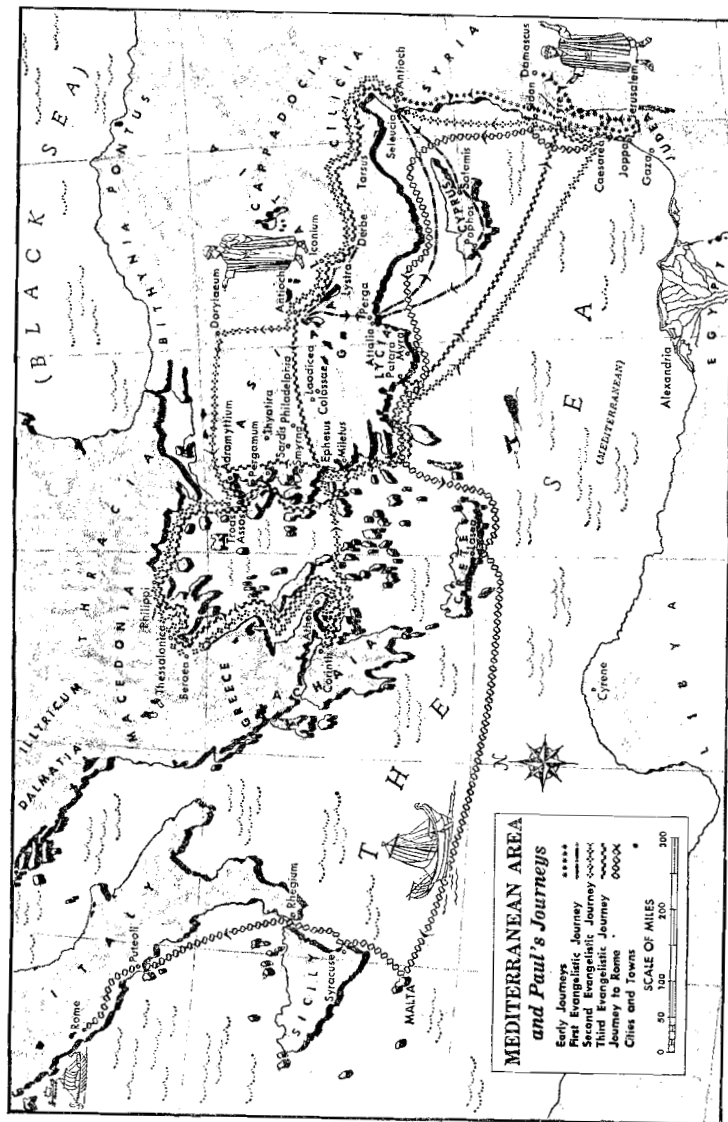 (BLACK SEA)
ILLYRICUM
DALMATIA
THRACIA
MACEDONIA
Philippi
Thessalonica
Beroea
GREECE
ACHAIA
Athens
Corinth
ITALY
Rome
Puteoli
Rhegium
SICILY
Syracuse
MALTA
BITHYNIA
PONTUS
CAPPADOCIA
CILICIA
SYRIA
Dorylaeum
Adramyttium
Troas
Assos
Pergamum
Thyatira
Sardis
Philadelphia
Smyrna
Ephesus
Miletus
Laodicea
Colossae
Antioch
Iconium
Lystra
Derbe
Tarsus
Perga
Attalia
LYCIA
Patara
Myra
Seleucia
Antioch
CYPRUS
Salamis
Paphos
Damascus
Sidon
Caesarea
Jerusalem
Joppa
Gaza
JUDEA
CRETE
Lasea
THE SEA
(MEDITERRANEAN)
Alexandria
EGYPT
Cyrene
LIBYA
N
MEDITERRANEAN AREA
and Paul's Journeys
Early Journeys
First Evangelistic Journey
Second Evangelistic Journey
Third Evangelistic Journey
Journey to Rome
Cities and Towns
SCALE OF MILES
0 50 100 200 300